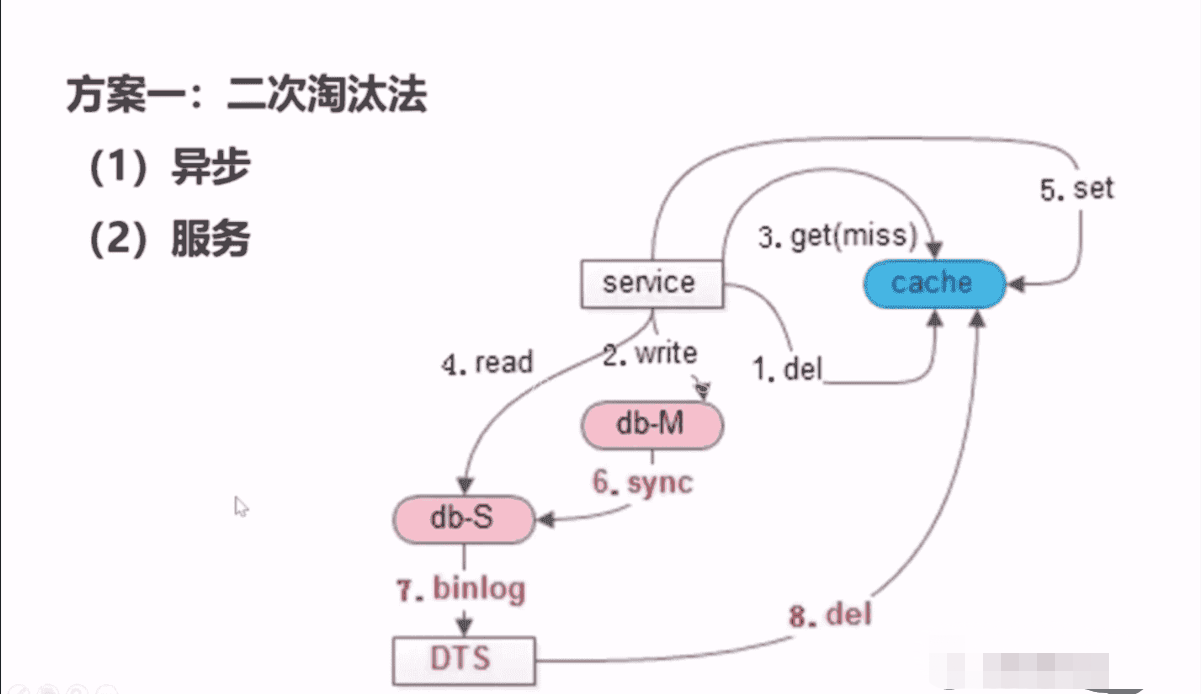 方案一：二次淘汰法
（1）异步
（2）服务
5. set
3. get(miss)
service
cache
4. read
2. write
1. del
db-M
6. sync
db-S
7. binlog
8. del
DTS